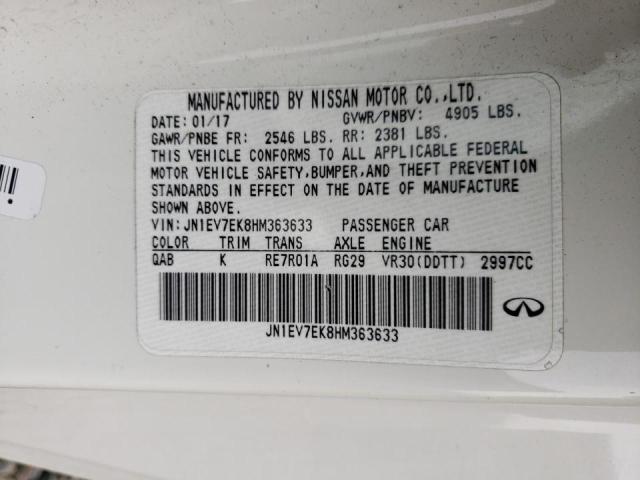 MANUFACTURED BY NISSAN MOTOR CO.,LTD.
DATE: 01/17 GVWR/PNBV: 4905 LBS.
GAWR/PNBE FR: 2546 LBS. RR: 2381 LBS.
THIS VEHICLE CONFORMS TO ALL APPLICABLE FEDERAL
MOTOR VEHICLE SAFETY,BUMPER,AND THEFT PREVENTION
STANDARDS IN EFFECT ON THE DATE OF MANUFACTURE
SHOWN ABOVE.
VIN:JN1EV7EK8HM363633 PASSENGER CAR
COLOR TRIM TRANS AXLE ENGINE
QAB K RE7R01A RG29 VR30(DDTT) 2997CC
JN1EV7EK8HM363633